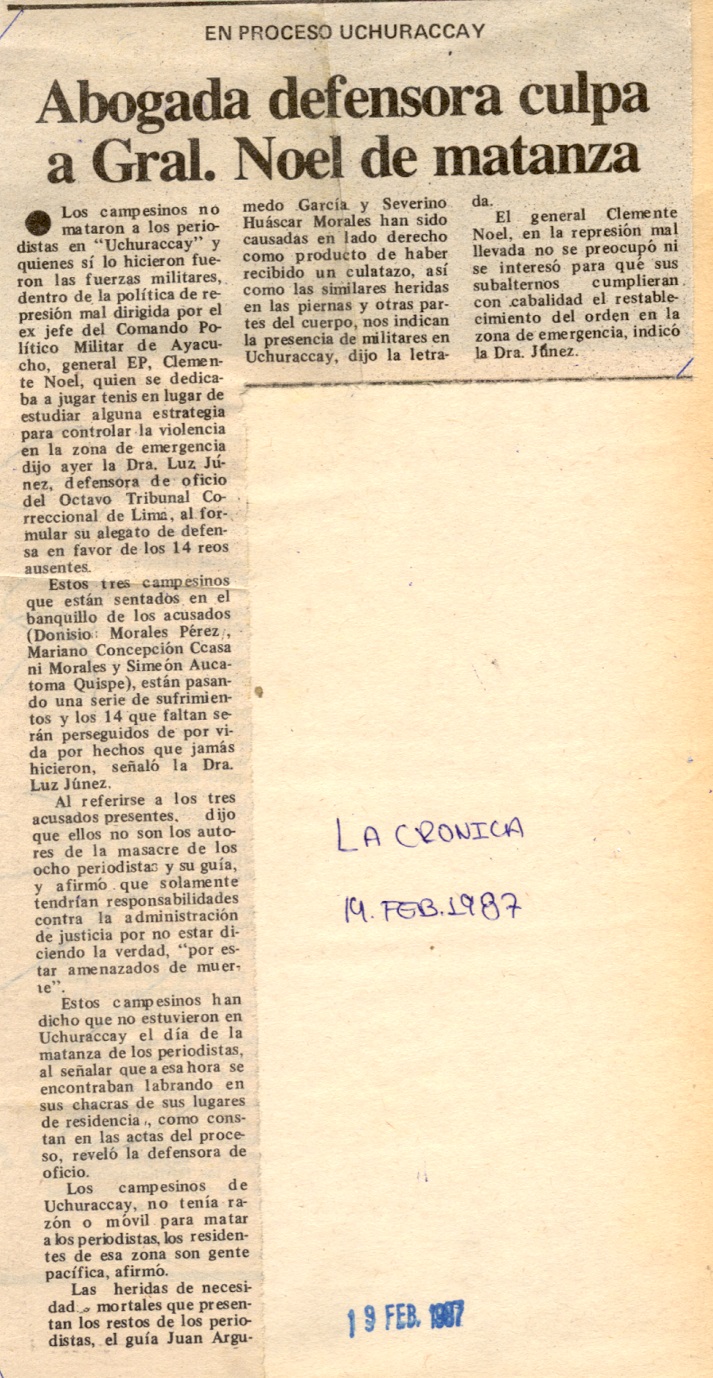 EN PROCESO UCHURACCAY
Abogada defensora culpa
a Gral. Noel de matanza
Los campesinos no
mataron a los perio-
distas en "Uchuraccay" y
quienes sí lo hicieron fue-
ron las fuerzas militares,
dentro de la política de re-
presión mal dirigida por el
ex jefe del Comando Po-
lítico Militar de Ayacu-
cho, general EP, Clemen-
te Noel, quien se dedica-
ba a jugar tenis en lugar de
estudiar alguna estrategia
para controlar la violencia
en la zona de emergencia
dijo ayer la Dra. Luz Jú-
nez, defensora de oficio
del Octavo Tribunal Co-
rreccional de Lima, al for-
mular su alegato de defen-
sa en favor de los 14 reos
ausentes.
Estos tres campesinos
que están sentados en el
banquillo de los acusados
(Donisio Morales Pérez,
Mariano Concepción Ccasa
ni Morales y Simeón Auca-
toma Quispe), están pasan-
do una serie de sufrimien-
tos y los 14 que faltan se-
rán perseguidos de por vi-
da por hechos que jamás
hicieron, señaló la Dra.
Luz Júnez.
Al referirse a los tres
acusados presentes, dijo
que ellos no son los auto-
res de la masacre de los
ocho periodistas y su guía,
y afirmó que solamente
tendrían responsabilidades
contra la administración
de justicia por no estar di-
ciendo la verdad, "por es-
tar amenazados de muer-
te".
Estos campesinos han
dicho que no estuvieron en
Uchuraccay el día de la
matanza de los periodistas,
al señalar que a esa hora se
encontraban labrando en
sus chacras de sus lugares
de residencia, como cons-
tan en las actas del proce-
so, reveló la defensora de
oficio.
Los campesinos de
Uchuraccay, no tenía ra-
zón o móvil para matar
a los periodistas, los residen-
tes de esa zona son gente
pacífica, afirmó.
Las heridas de necesi-
dad mortales que presen-
tan los restos de los perio-
distas, el guía Juan Argu-
medo García y Severino
Huáscar Morales han sido
causadas en lado derecho
como producto de haber
recibido un culatazo, así
como las similares heridas
en las piernas y otras par-
tes del cuerpo, nos indican
la presencia de militares en
Uchuraccay, dijo la letra-
da.
El general Clemente
Noel, en la represión mal
llevada no se preocupó ni
se interesó para que sus
subalternos cumplieran
con cabalidad el restable-
cimiento del orden en la
zona de emergencia, indicó
la Dra. Júnez.
LA CRONICA
19. FEB. 1987
19 FEB. 1987